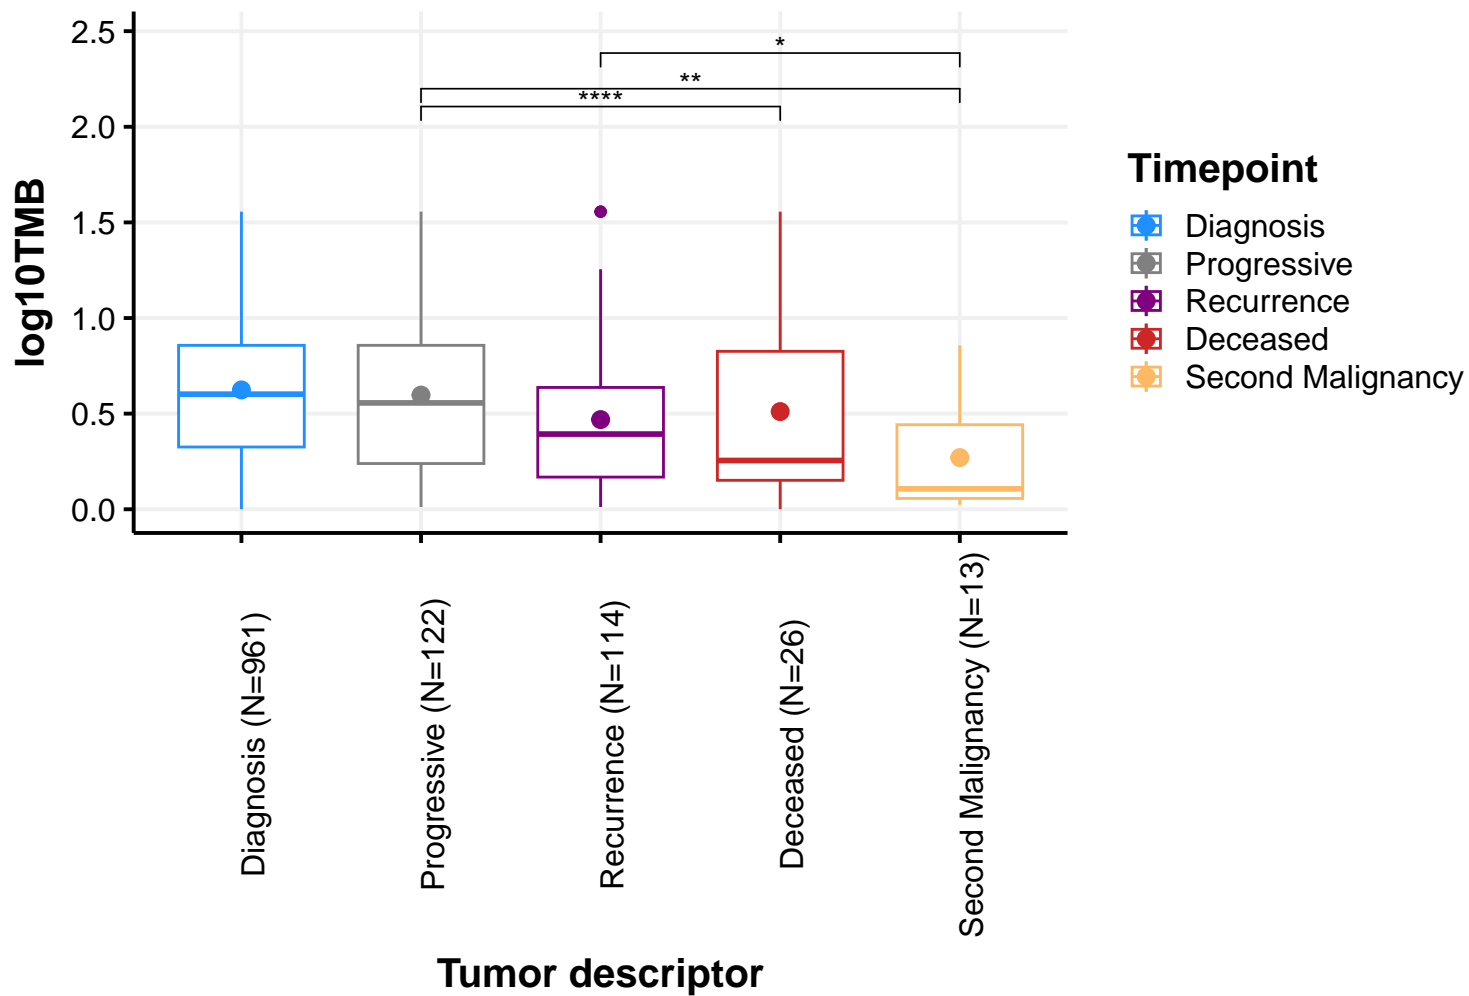 log10TMB
2.5
2.0
1.5
1.0
0.5
0.0
*
**
****
Diagnosis (N=961)
Progressive (N=122)
Recurrence (N=114)
Deceased (N=26)
Second Malignancy (N=13)
Tumor descriptor
Timepoint
Diagnosis
Progressive
Recurrence
Deceased
Second Malignancy